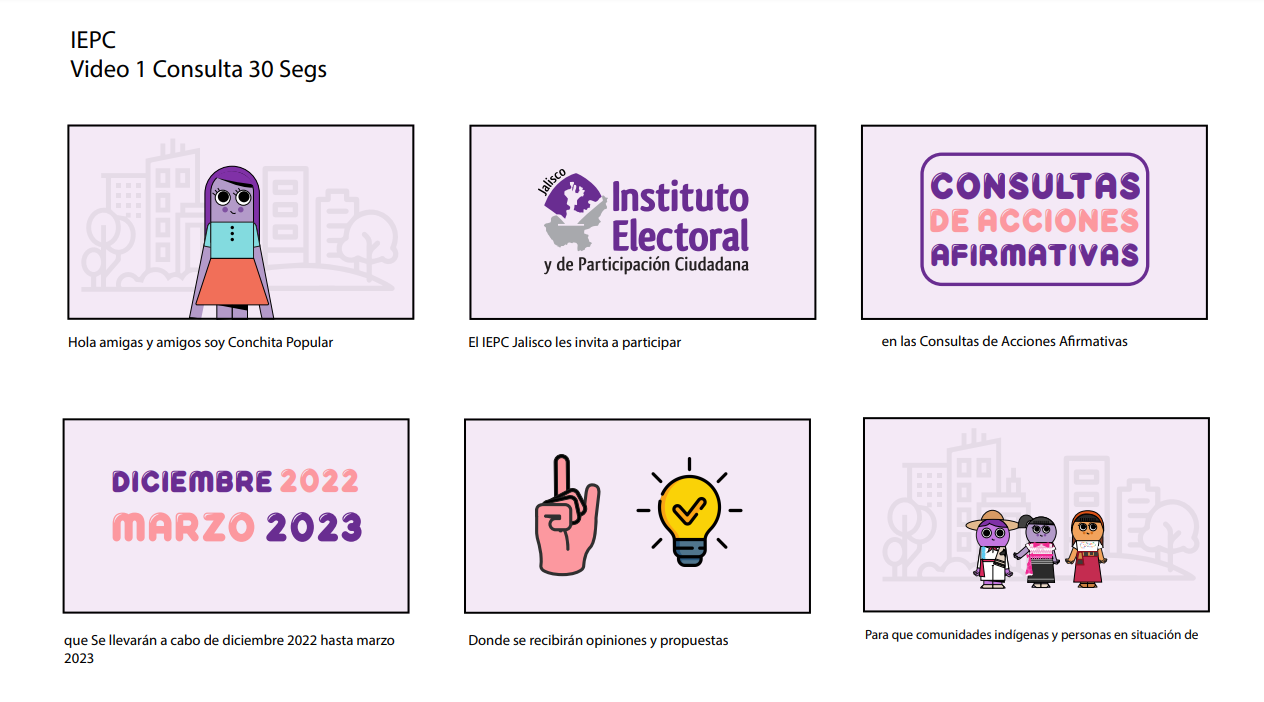 IEPC
Video 1 Consulta 30 Segs
Jalisco
Instituto
Electoral
y de Participación Ciudadana
CONSULTAS
DE ACCIONES
AFIRMATIVAS
Hola amigas y amigos soy Conchita Popular
El IEPC Jalisco les invita a participar
en las Consultas de Acciones Afirmativas
DICIEMBRE 2022
MARZO 2023
que Se llevarán a cabo de diciembre 2022 hasta marzo
2023
Donde se recibirán opiniones y propuestas
Para que comunidades indígenas y personas en situación de